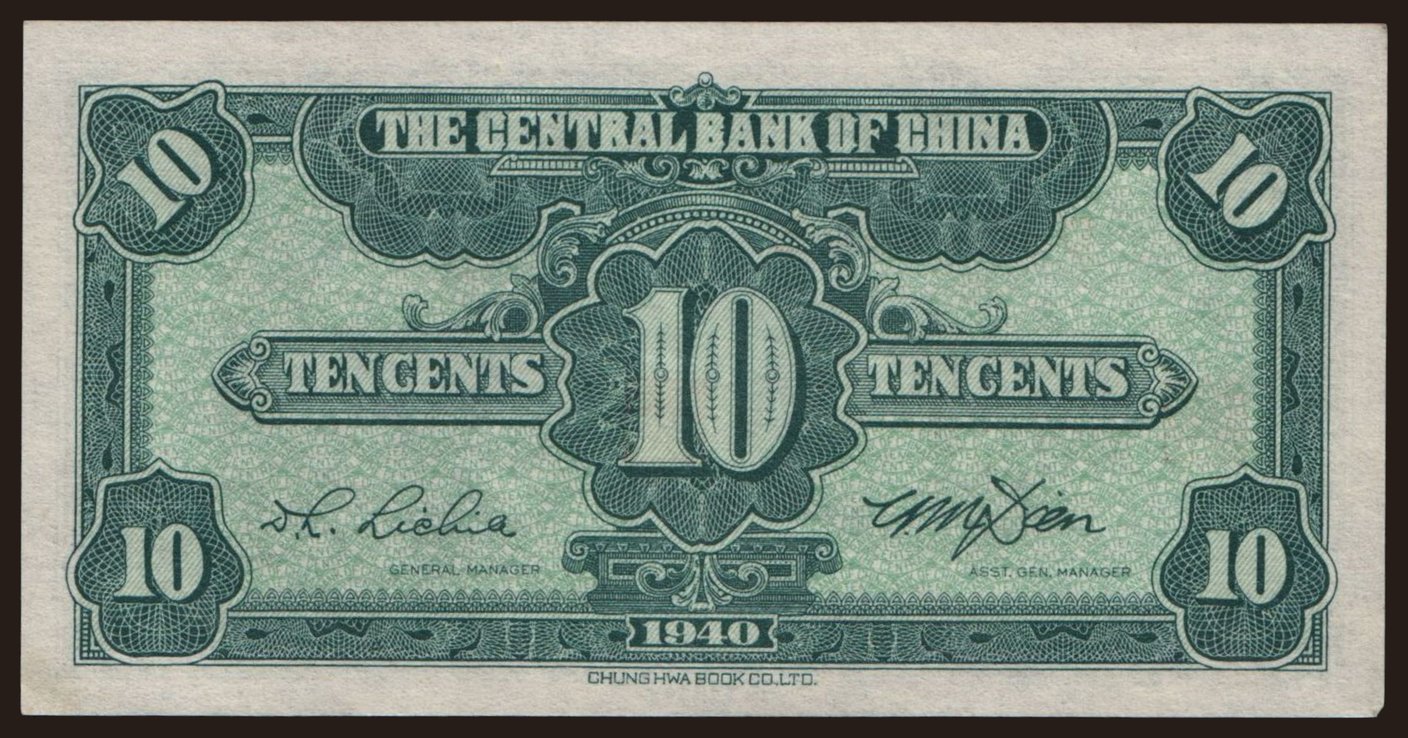 THE CENTRAL BANK OF CHINA
10 10
10
TEN CENTS TEN CENTS
GENERAL MANAGER ASST. GEN. MANAGER
10 10
1940
CHUNG HWA BOOK CO., LTD.